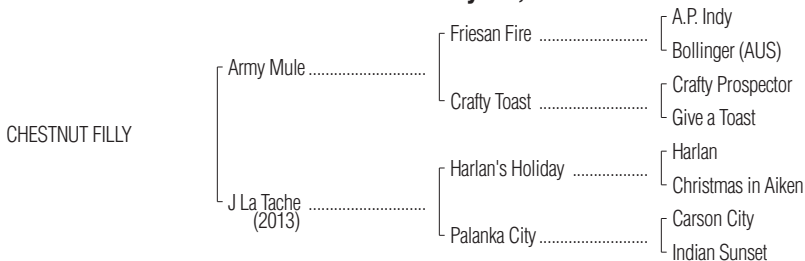 CHESTNUT FILLY
Army Mule
J La Tache
(2013)
Friesan Fire
Crafty Toast
Harlan's Holiday
Palanka City
A.P. Indy
Bollinger (AUS)
Crafty Prospector
Give a Toast
Harlan
Christmas in Aiken
Carson City
Indian Sunset